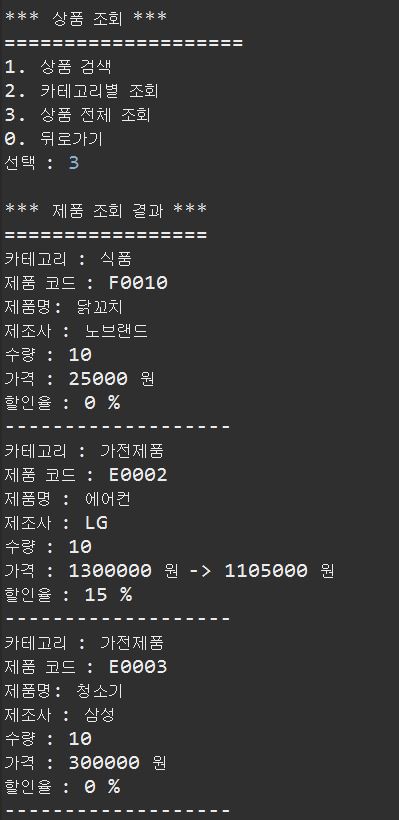 *** 상품 조회 ***
====================
1. 상품 검색
2. 카테고리별 조회
3. 상품 전체 조회
0. 뒤로가기
선택 : 3
*** 제품 조회 결과 ***
=================
카테고리 : 식품
제품 코드 : F0010
제품명: 닭꼬치
제조사 : 노브랜드
수량 : 10
가격 : 25000 원
할인율 : 0 %
-------------------
카테고리 : 가전제품
제품 코드 : E0002
제품명 : 에어컨
제조사 : LG
수량 : 10
가격 : 1300000 원 -> 1105000 원
할인율 : 15 %
-------------------
카테고리 : 가전제품
제품 코드 : E0003
제품명: 청소기
제조사 : 삼성
수량 : 10
가격 : 300000 원
할인율 : 0 %
-------------------